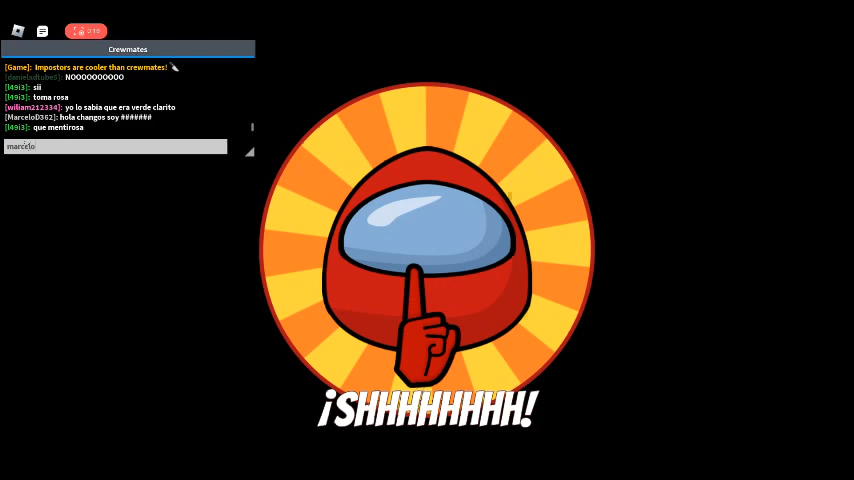 Crewmates
[Game]: Impostors are cooler than crewmates! 🔪
NOOOOOOOOOO
[l49i3]: sii
[l49i3]: toma rosa
[wiliam212334]: yo lo sabia que era verde clarito
[MarceloD362]: hola changos soy #######
[l49i3]: que mentirosa
marcelo
¡SHHHHHHHH!